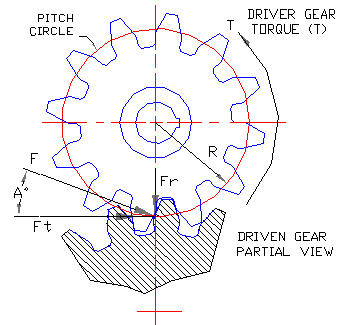 PITCH
CIRCLE
T
DRIVER GEAR
TORQUE (T)
R
F
Fr
A°
Ft
DRIVEN GEAR
PARTIAL VIEW